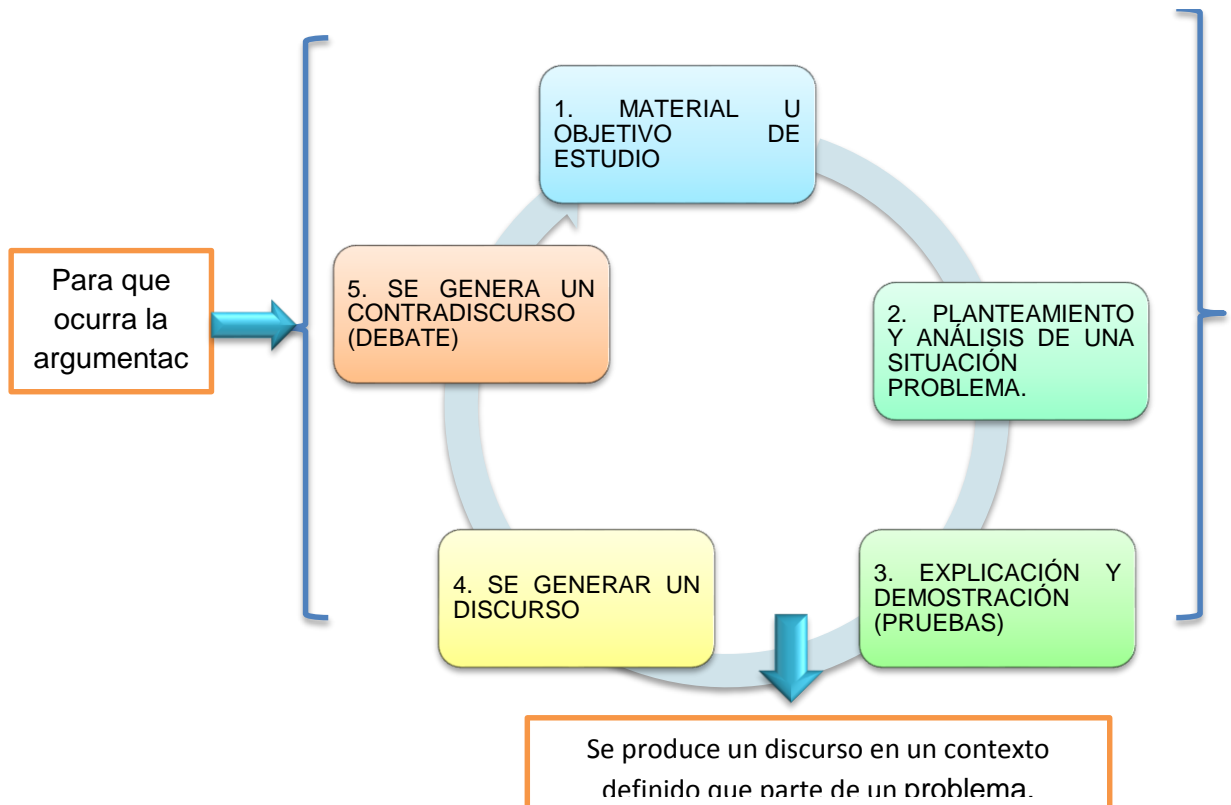 Para que
ocurra la
argumentac
1. MATERIAL U
OBJETIVO DE
ESTUDIO
2. PLANTEAMIENTO
Y ANÁLISIS DE UNA
SITUACIÓN
PROBLEMA.
3. EXPLICACIÓN Y
DEMOSTRACIÓN
(PRUEBAS)
4. SE GENERAR UN
DISCURSO
5. SE GENERA UN
CONTRADISCURSO
(DEBATE)
Se produce un discurso en un contexto
definido que parte de un problema.